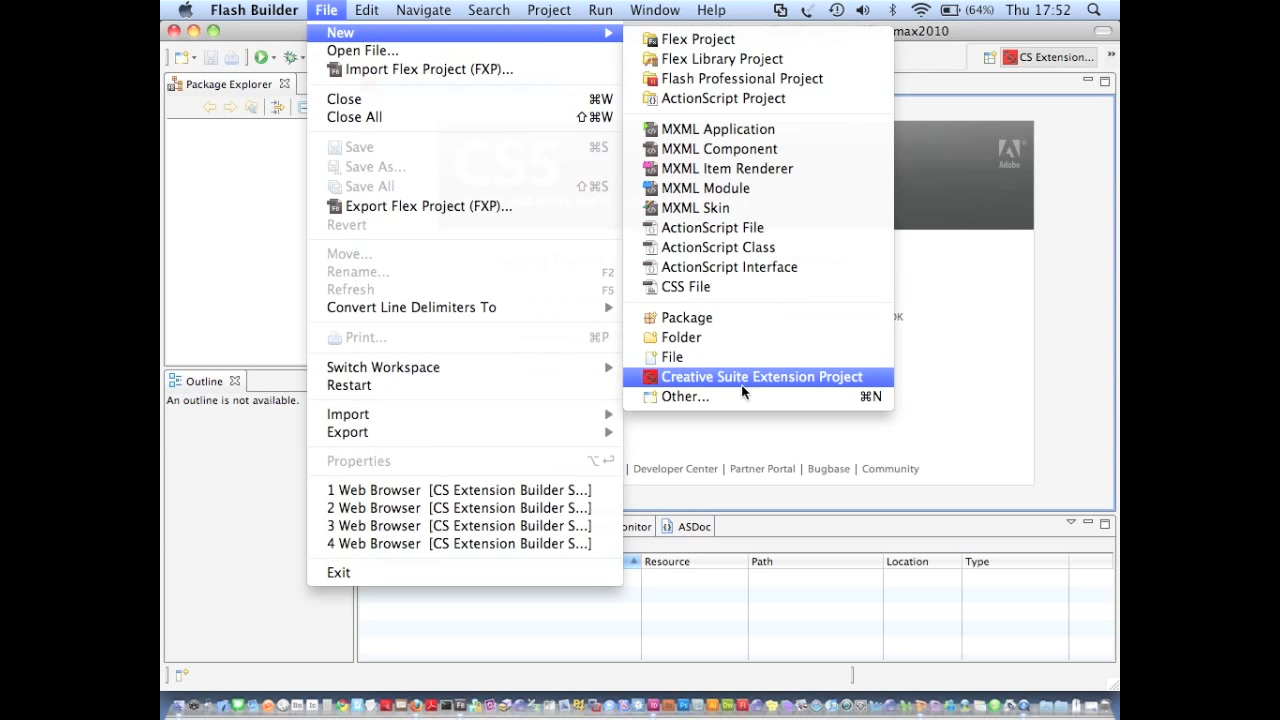 Flash Builder File Edit Navigate Search Project Run Window Help (64%) Thu 17:52
max2010
CS Extension... »
Package Explorer
New
Open File...
Import Flex Project (FXP)...
Close ⌘W
Close All ⇧⌘W
Save ⌘S
Save As...
Save All ⇧⌘S
Export Flex Project (FXP)...
Revert
Move...
Rename... F2
Refresh F5
Convert Line Delimiters To
Print... ⌘P
Switch Workspace
Restart
Import
Export
Properties ⌥⏎
1 Web Browser [CS Extension Builder S...]
2 Web Browser [CS Extension Builder S...]
3 Web Browser [CS Extension Builder S...]
4 Web Browser [CS Extension Builder S...]
Exit
Flex Project
Flex Library Project
Flash Professional Project
ActionScript Project
MXML Application
MXML Component
MXML Item Renderer
MXML Module
MXML Skin
ActionScript File
ActionScript Class
ActionScript Interface
CSS File
Package
Folder
File
Creative Suite Extension Project
Other... ⌘N
Adobe
CS5
DK
Outline
An outline is not available.
| Developer Center | Partner Portal | Bugbase | Community
onitor ASDoc
Resource Path Location Type